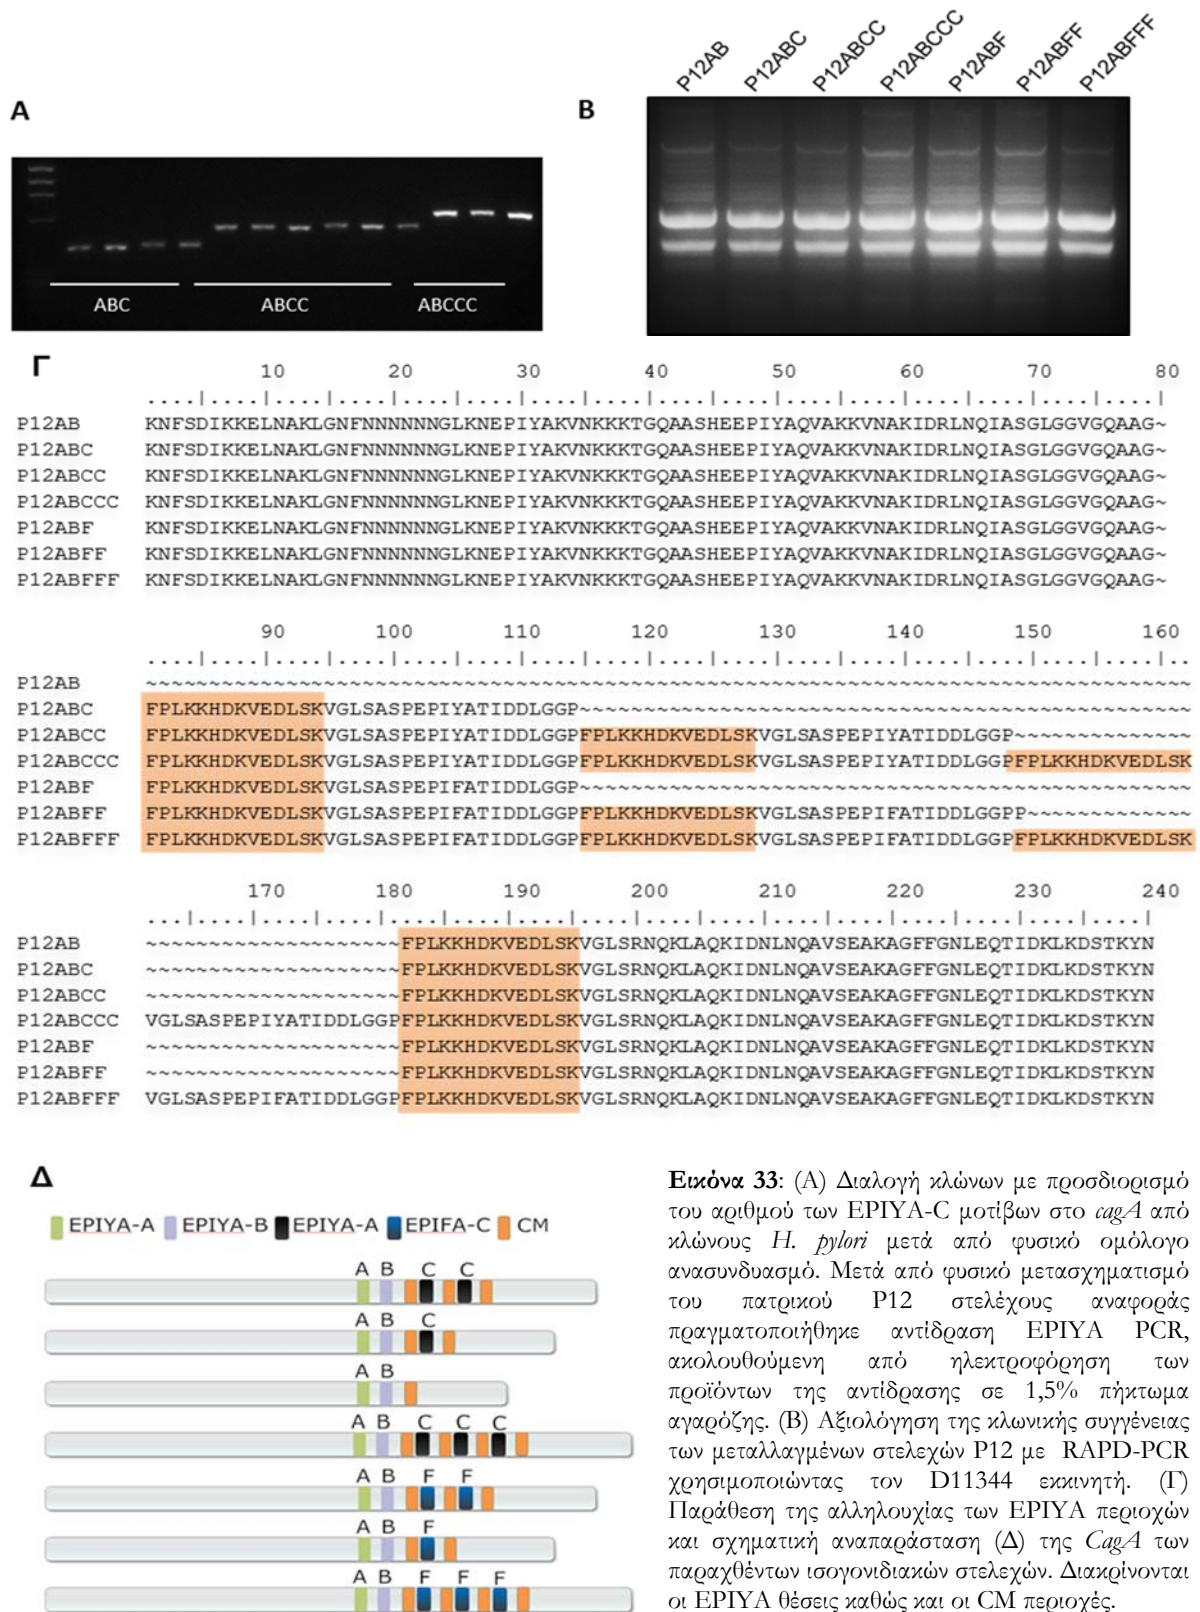 P12AB P12ABC P12ABCC P12ABCCC P12ABF P12ABFF P12ABFFF
A
B
ABC ABCC ABCCC
Γ
10 20 30 40 50 60 70 80
P12AB KNFSDIKKELNAKLGNFNNNNNNGLKNEPIYAKVNKKKTGQAASHEEPIYAQVAKKVNAKIDRLNQIASGLGGVGQAAG~
P12ABC KNFSDIKKELNAKLGNFNNNNNNGLKNEPIYAKVNKKKTGQAASHEEPIYAQVAKKVNAKIDRLNQIASGLGGVGQAAG~
P12ABCC KNFSDIKKELNAKLGNFNNNNNNGLKNEPIYAKVNKKKTGQAASHEEPIYAQVAKKVNAKIDRLNQIASGLGGVGQAAG~
P12ABCCC KNFSDIKKELNAKLGNFNNNNNNGLKNEPIYAKVNKKKTGQAASHEEPIYAQVAKKVNAKIDRLNQIASGLGGVGQAAG~
P12ABF KNFSDIKKELNAKLGNFNNNNNNGLKNEPIYAKVNKKKTGQAASHEEPIYAQVAKKVNAKIDRLNQIASGLGGVGQAAG~
P12ABFF KNFSDIKKELNAKLGNFNNNNNNGLKNEPIYAKVNKKKTGQAASHEEPIYAQVAKKVNAKIDRLNQIASGLGGVGQAAG~
P12ABFFF KNFSDIKKELNAKLGNFNNNNNNGLKNEPIYAKVNKKKTGQAASHEEPIYAQVAKKVNAKIDRLNQIASGLGGVGQAAG~
90 100 110 120 130 140 150 160
P12AB ~~~~~~~~~~~~~~~~~~~~~~~~~~~~~~~~~~~~~~~~~~~~~~~~~~~~~~~~~~~~~~~~~~~~~~~~~~~~~~~~
P12ABC FPLKKHDKVEDLSKVGLSASPEPIYATIDDLGGP~~~~~~~~~~~~~~~~~~~~~~~~~~~~~~~~~~~~~~~~~~~~~~
P12ABCC FPLKKHDKVEDLSKVGLSASPEPIYATIDDLGGPFPLKKHDKVEDLSKVGLSASPEPIYATIDDLGGP~~~~~~~~~~~~~~
P12ABCCC FPLKKHDKVEDLSKVGLSASPEPIYATIDDLGGPFPLKKHDKVEDLSKVGLSASPEPIYATIDDLGGPFPLKKHDKVEDLSK
P12ABF FPLKKHDKVEDLSKVGLSASPEPIFATIDDLGGP~~~~~~~~~~~~~~~~~~~~~~~~~~~~~~~~~~~~~~~~~~~~~~
P12ABFF FPLKKHDKVEDLSKVGLSASPEPIFATIDDLGGPFPLKKHDKVEDLSKVGLSASPEPIFATIDDLGGPP~~~~~~~~~~~~~
P12ABFFF FPLKKHDKVEDLSKVGLSASPEPIFATIDDLGGPFPLKKHDKVEDLSKVGLSASPEPIFATIDDLGGPFPLKKHDKVEDLSK
170 180 190 200 210 220 230 240
P12AB ~~~~~~~~~~~~~~~~~~~~FPLKKHDKVEDLSKVGLSRNQKLAQKIDNLNQAVSEAKAGFFGNLEQTIDKLKDSTKYN
P12ABC ~~~~~~~~~~~~~~~~~~~~FPLKKHDKVEDLSKVGLSRNQKLAQKIDNLNQAVSEAKAGFFGNLEQTIDKLKDSTKYN
P12ABCC ~~~~~~~~~~~~~~~~~~~~FPLKKHDKVEDLSKVGLSRNQKLAQKIDNLNQAVSEAKAGFFGNLEQTIDKLKDSTKYN
P12ABCCC VGLSASPEPIYATIDDLGGPFPLKKHDKVEDLSKVGLSRNQKLAQKIDNLNQAVSEAKAGFFGNLEQTIDKLKDSTKYN
P12ABF ~~~~~~~~~~~~~~~~~~~~FPLKKHDKVEDLSKVGLSRNQKLAQKIDNLNQAVSEAKAGFFGNLEQTIDKLKDSTKYN
P12ABFF ~~~~~~~~~~~~~~~~~~~~FPLKKHDKVEDLSKVGLSRNQKLAQKIDNLNQAVSEAKAGFFGNLEQTIDKLKDSTKYN
P12ABFFF VGLSASPEPIFATIDDLGGPFPLKKHDKVEDLSKVGLSRNQKLAQKIDNLNQAVSEAKAGFFGNLEQTIDKLKDSTKYN
Δ
EPIYA-A EPIYA-B EPIYA-A EPIFA-C CM
A B C C
A B C
A B
A B C C C
A B F F
A B F
A B F F F
Εικόνα 33: (Α) Διαλογή κλώνων με προσδιορισμό
του αριθμού των EPIYA-C μοτίβων στο cagA από
κλώνους H. pylori μετά από φυσικό ομόλογο
ανασυνδυασμό. Μετά από φυσικό μετασχηματισμό
του πατρικού P12 στελέχους αναφοράς
πραγματοποιήθηκε αντίδραση EPIYA PCR,
ακολουθούμενη από ηλεκτροφόρηση των
προϊόντων της αντίδρασης σε 1,5% πήκτωμα
αγαρόζης. (Β) Αξιολόγηση της κλωνικής συγγένειας
των μεταλλαγμένων στελεχών P12 με RAPD-PCR
χρησιμοποιώντας τον D11344 εκκινητή. (Γ)
Παράθεση της αλληλουχίας των EPIYA περιοχών
και σχηματική αναπαράσταση (Δ) της CagA των
παραχθέντων ισογονιδιακών στελεχών. Διακρίνονται
οι EPIYA θέσεις καθώς και οι CM περιοχές.